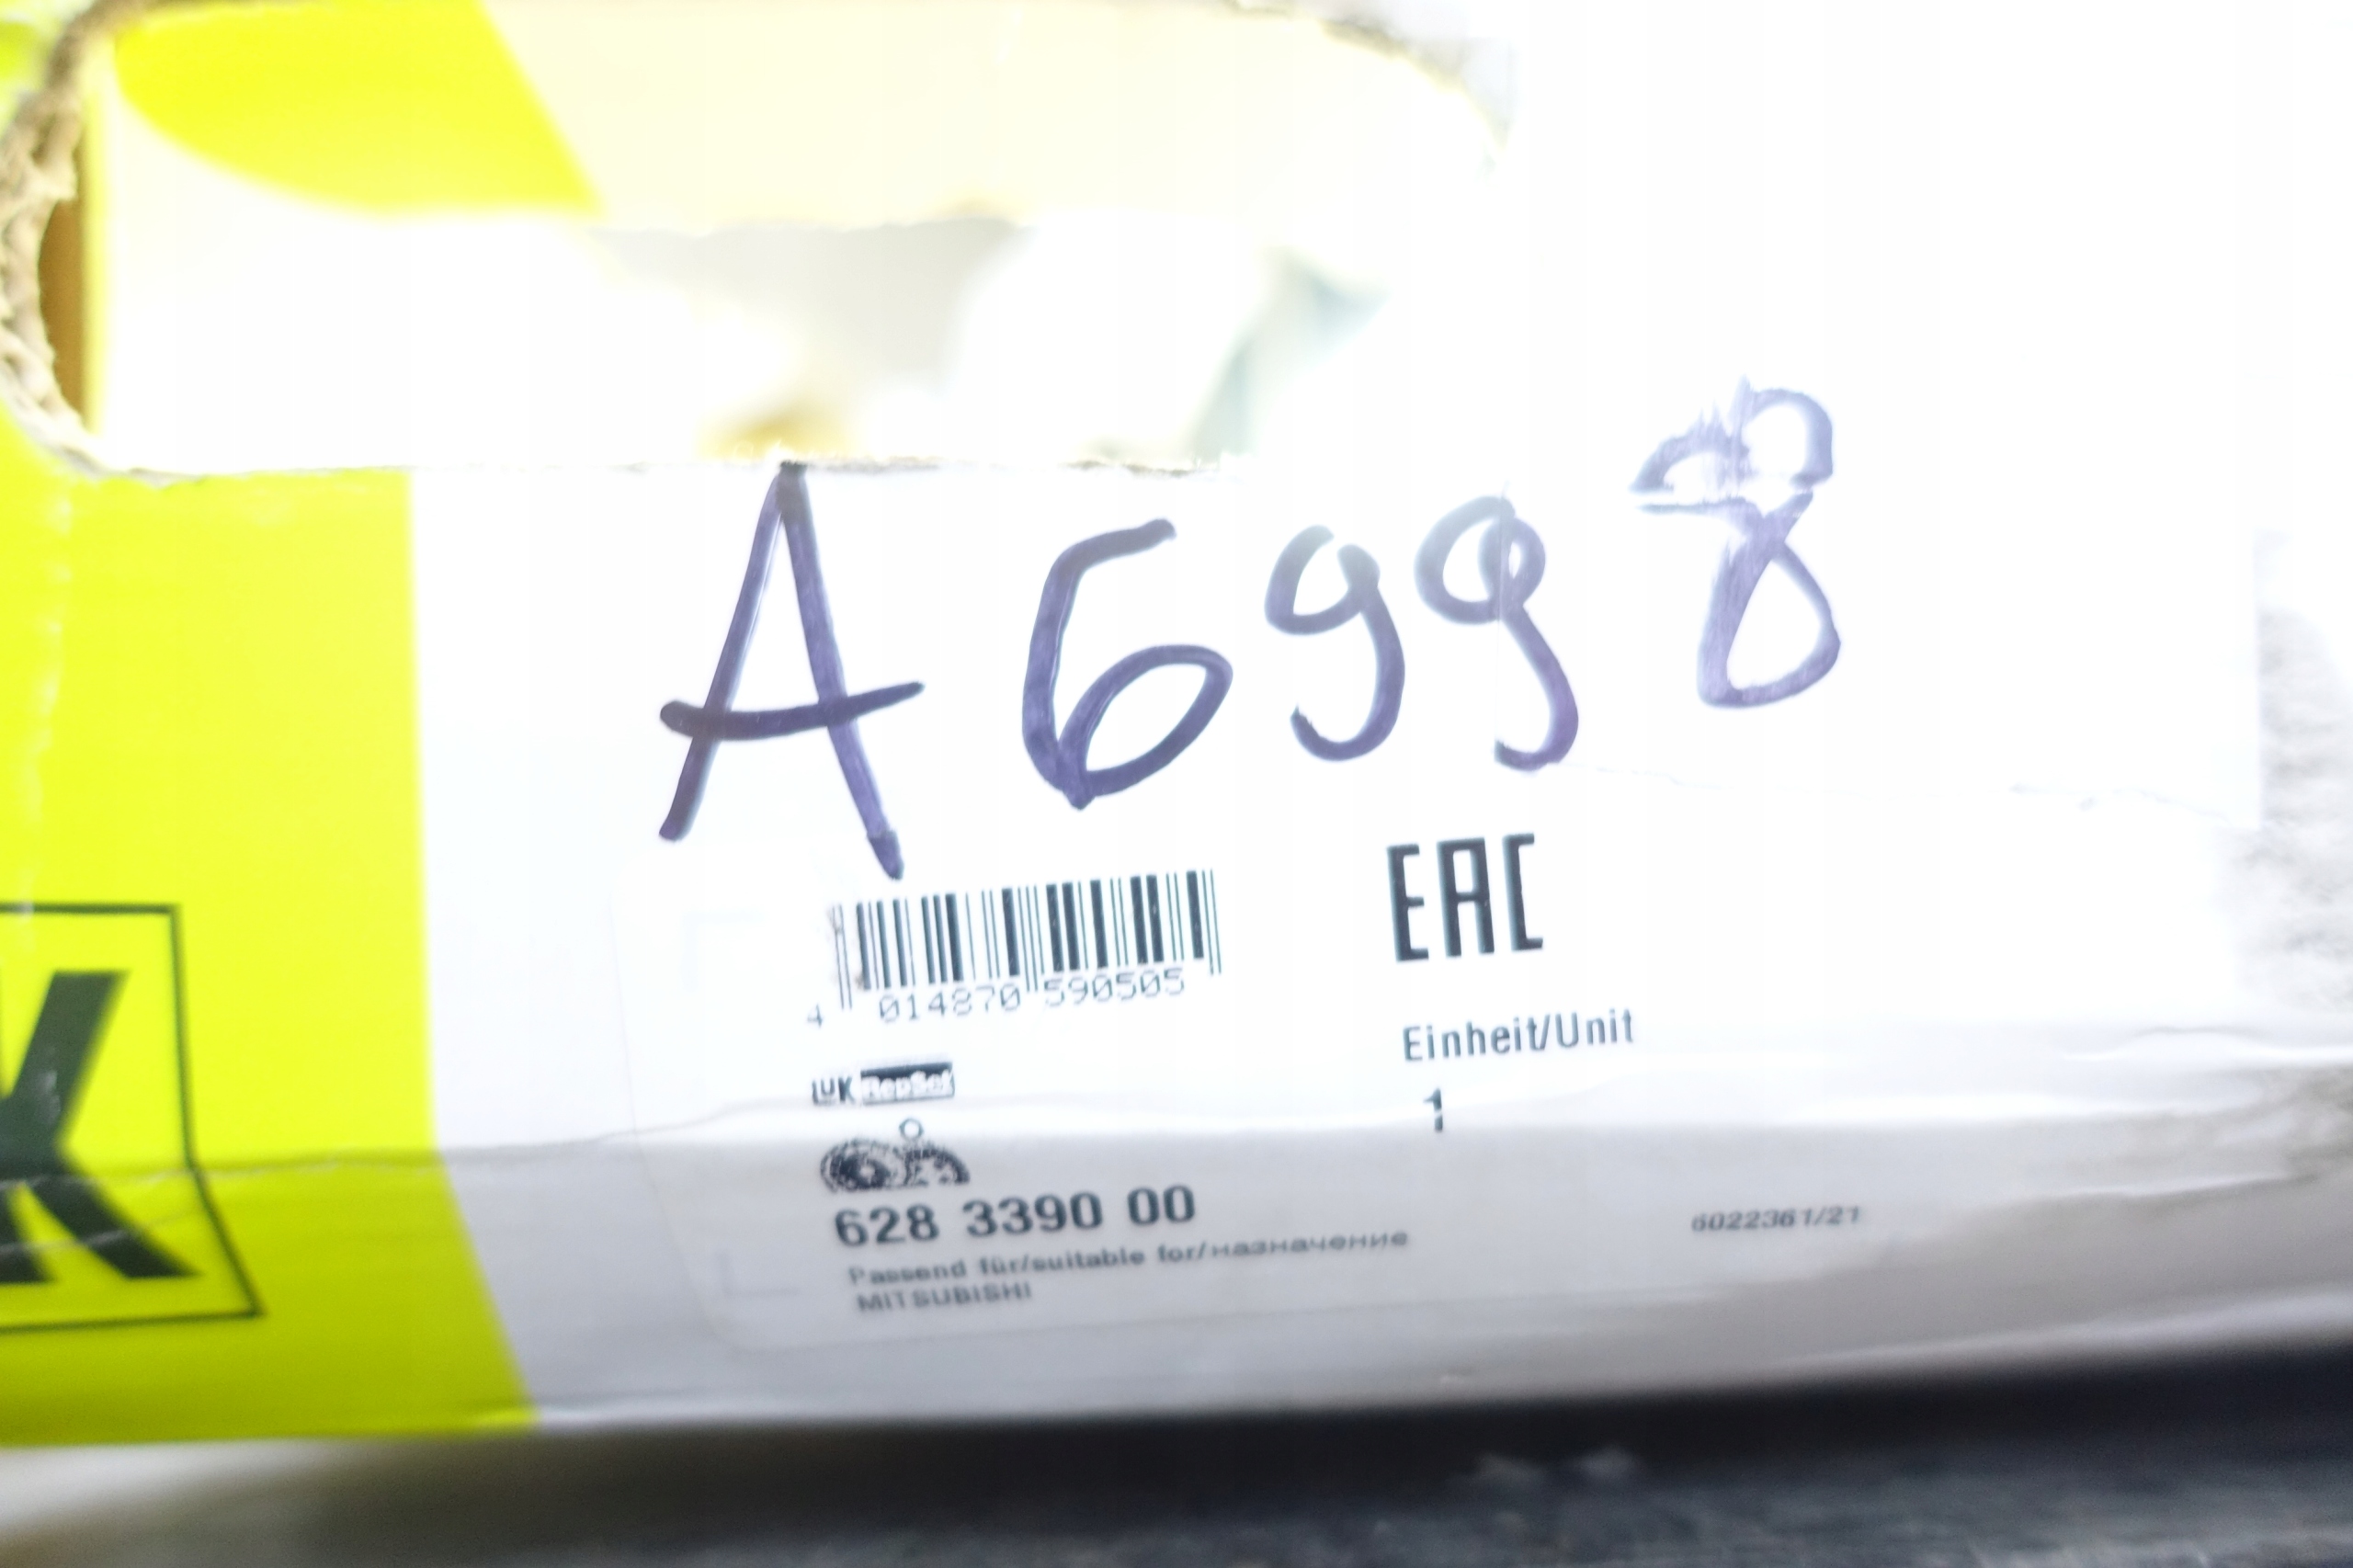 A6998
EAC
4 014870 590505
Einheit/Unit
1
LuK RepSet
628 3390 00
6022361/21
Passend für/suitable for/назначение
MITSUBISHI
K